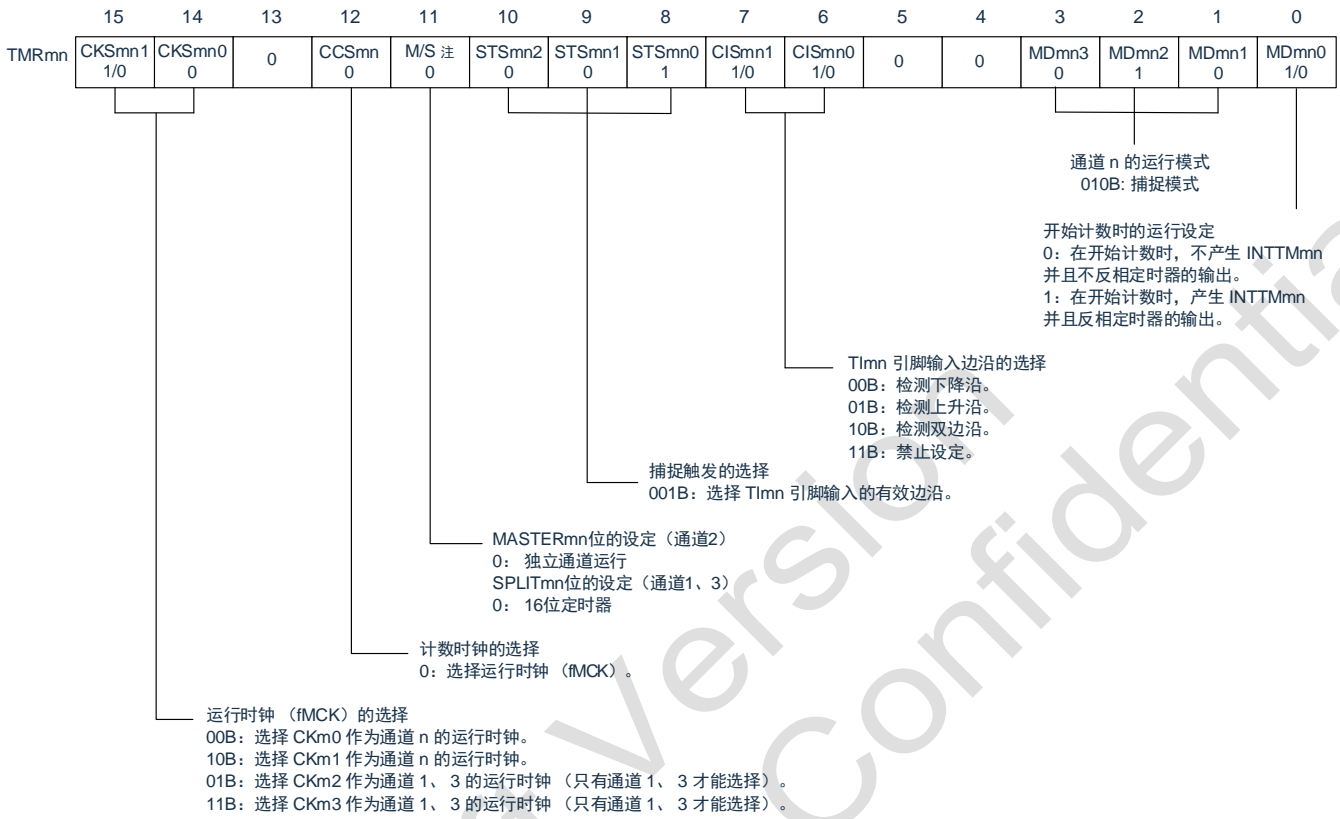 15 14 13 12 11 10 9 8 7 6 5 4 3 2 1 0
TMRmn CKSmn1 CKSmn0 0 CCSmn M/S 注 STSmn2 STSmn1 STSmn0 CISmn1 CISmn0 0 0 MDmn3 MDmn2 MDmn1 MDmn0
1/0 0 0 0 0 0 1 1/0 1/0 0 1 0 1/0
通道 n 的运行模式
010B: 捕捉模式
开始计数时的运行设定
0：在开始计数时，不产生 INTTMmn
并且不反相定时器的输出。
1：在开始计数时，产生 INTTMmn
并且反相定时器的输出。
TImn 引脚输入边沿的选择
00B：检测下降沿。
01B：检测上升沿。
10B：检测双边沿。
11B：禁止设定。
捕捉触发的选择
001B：选择 TImn 引脚输入的有效边沿。
MASTERmn位的设定（通道2）
0： 独立通道运行
SPLITmn位的设定（通道1、3）
0： 16位定时器
计数时钟的选择
0：选择运行时钟 （fMCK）。
运行时钟 （fMCK）的选择
00B：选择 CKm0 作为通道 n 的运行时钟。
10B：选择 CKm1 作为通道 n 的运行时钟。
01B：选择 CKm2 作为通道 1、 3 的运行时钟 （只有通道 1、 3 才能选择）。
11B：选择 CKm3 作为通道 1、 3 的运行时钟 （只有通道 1、 3 才能选择）。
Version
Confidentia